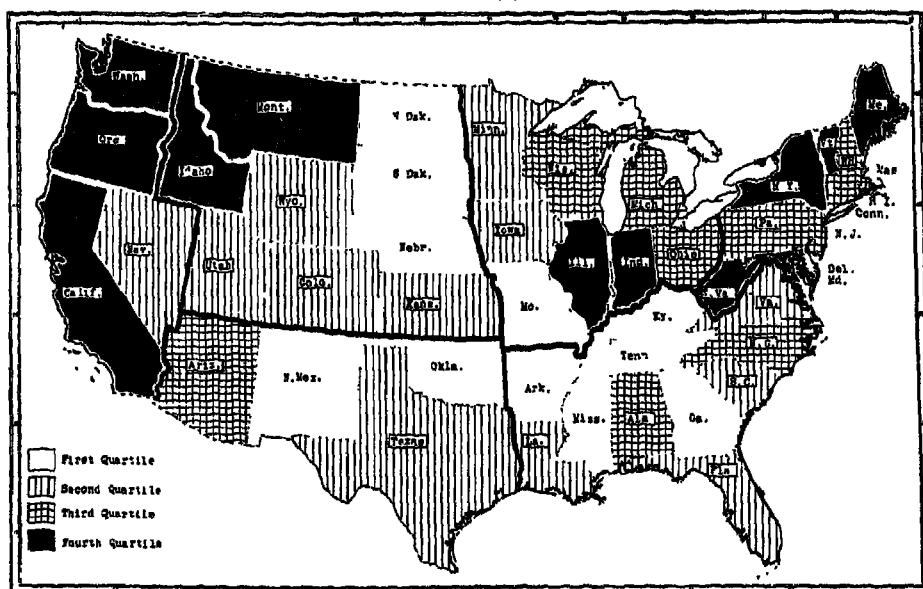 Wash.
Mont.
N Dak.
Minn.
Me.
Ore
Idaho
S Dak.
Wis.
Mich
N Y.
Vt
NH
Mas
R I.
Conn.
Wyo.
Nebr.
Iowa
Pa.
N.J.
Nev.
Utah
Colo.
Ill.
Ind.
Ohio
Del.
Md.
Calif.
Kans.
Mo.
Ky.
W Va
Va.
Ariz.
N.Mex.
Okla.
Ark.
Tenn
N.C.
S.C.
Texas
La.
Miss.
Ala
Ga.
Fla
First Quartile
Second Quartile
Third Quartile
Fourth Quartile